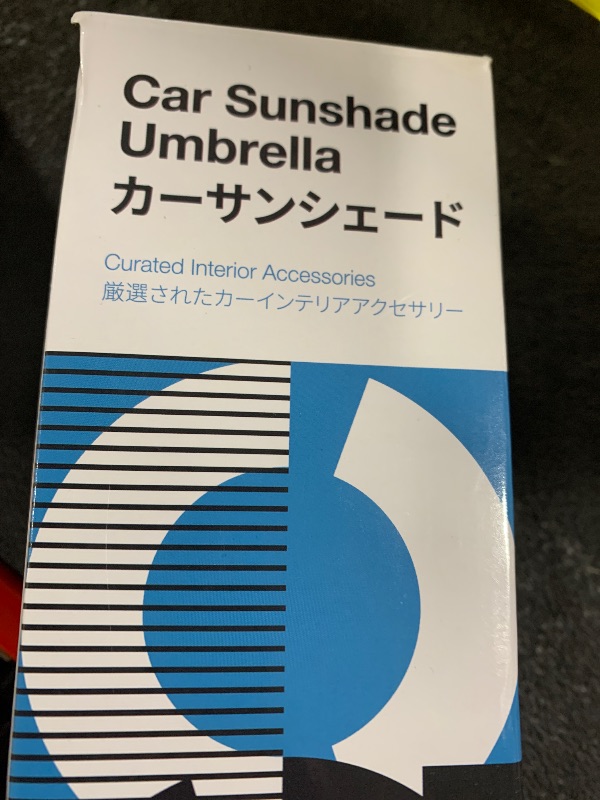 Car Sunshade
Umbrella
カーサンシェード
Curated Interior Accessories
厳選されたカーインテリアアクセサリー